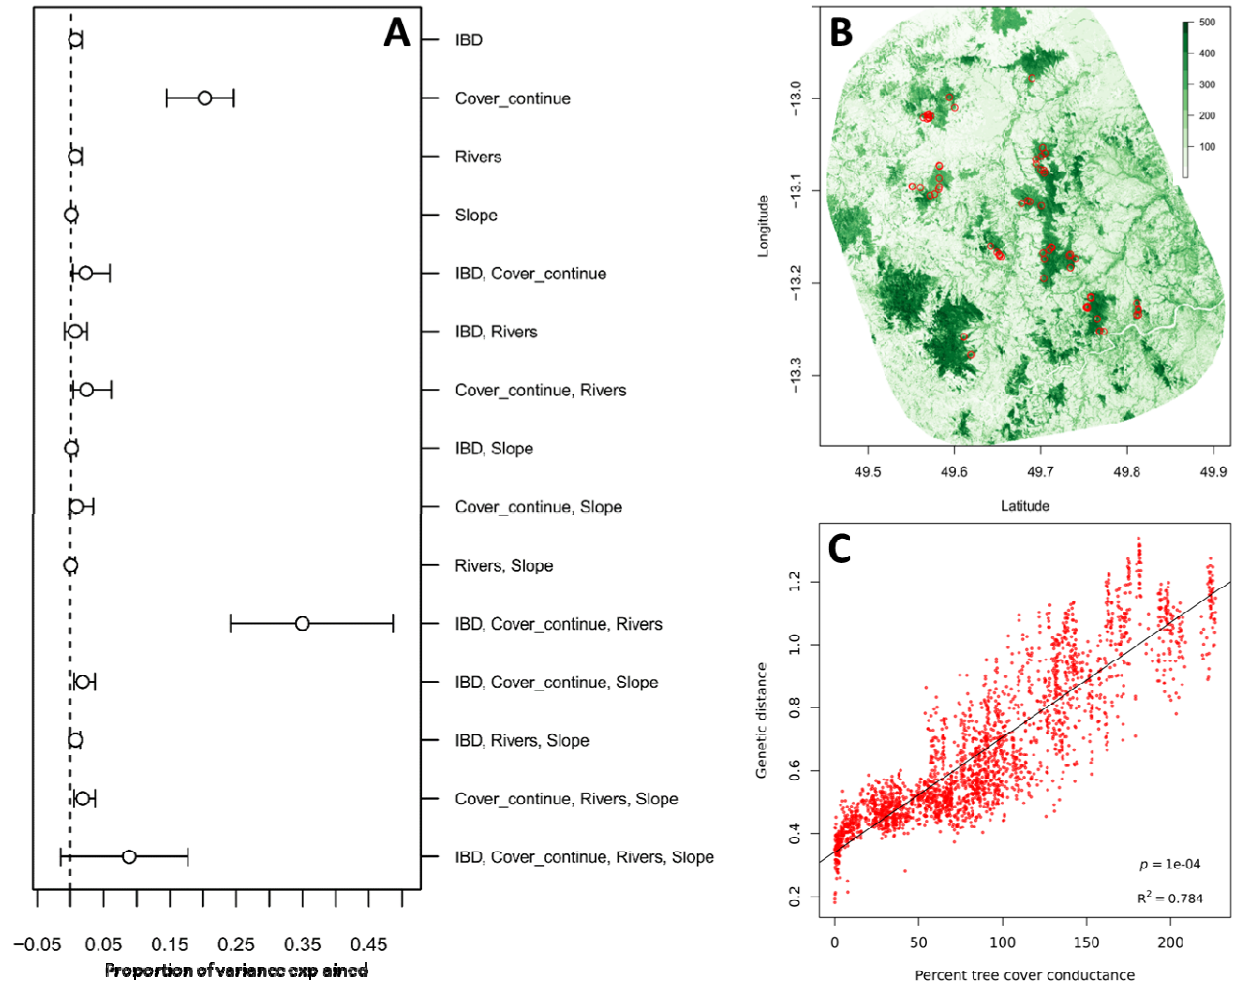 A
IBD
Cover_continue
Rivers
Slope
IBD, Cover_continue
IBD, Rivers
Cover_continue, Rivers
IBD, Slope
Cover_continue, Slope
Rivers, Slope
IBD, Cover_continue, Rivers
IBD, Cover_continue, Slope
IBD, Rivers, Slope
Cover_continue, Rivers, Slope
IBD, Cover_continue, Rivers, Slope
−0.05 0.05 0.15 0.25 0.35 0.45
Proportion of variance exp ained
B
500
400
300
200
100
−13.0
−13.1
−13.2
−13.3
Longitude
49.5 49.6 49.7 49.8 49.9
Latitude
C
1.2
1.0
0.8
0.6
0.4
0.2
Genetic distance
p = 1e-04
R² = 0.784
0 50 100 150 200
Percent tree cover conductance